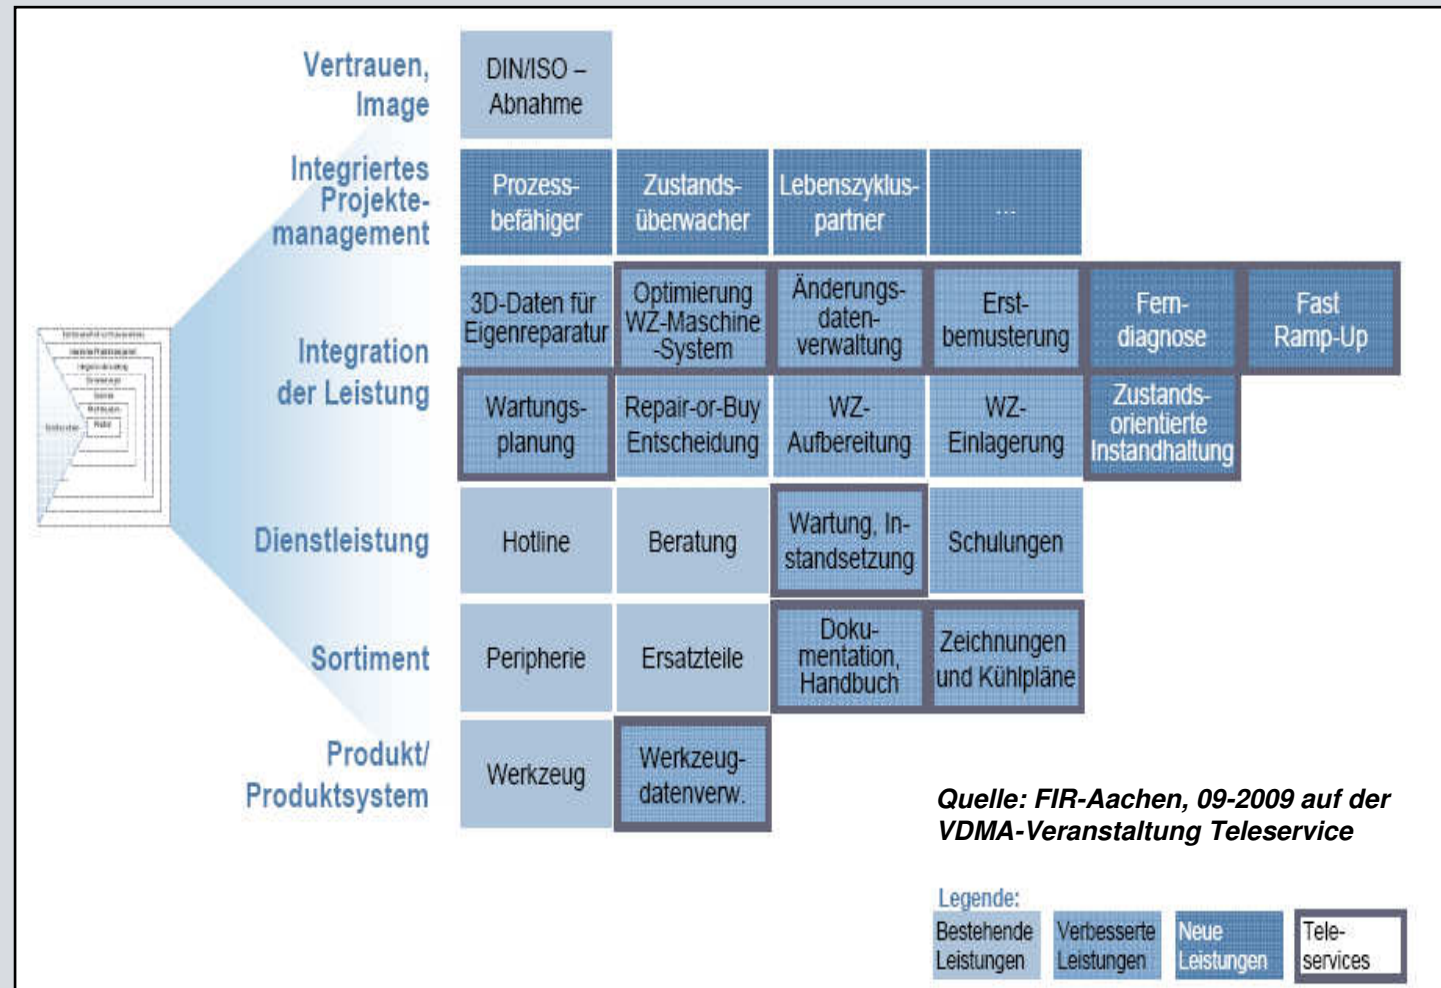 Vertrauen,
Image
DIN/ISO –
Abnahme
Integriertes
Projekte-
management
Prozess-
befähiger
Zustands-
überwacher
Lebenszyklus-
partner
...
Integration
der Leistung
3D-Daten für
Eigenreparatur
Optimierung
WZ-Maschine
-System
Änderungs-
daten-
verwaltung
Erst-
bemusterung
Fern-
diagnose
Fast
Ramp-Up
Wartungs-
planung
Repair-or-Buy
Entscheidung
WZ-
Aufbereitung
WZ-
Einlagerung
Zustands-
orientierte
Instandhaltung
Dienstleistung
Hotline
Beratung
Wartung, In-
standsetzung
Schulungen
Sortiment
Peripherie
Ersatzteile
Doku-
mentation,
Handbuch
Zeichnungen
und Kühlpläne
Produkt/
Produktsystem
Werkzeug
Werkzeug-
datenverw.
Quelle: FIR-Aachen, 09-2009 auf der
VDMA-Veranstaltung Teleservice
Legende:
Bestehende
Leistungen
Verbesserte
Leistungen
Neue
Leistungen
Tele-
services